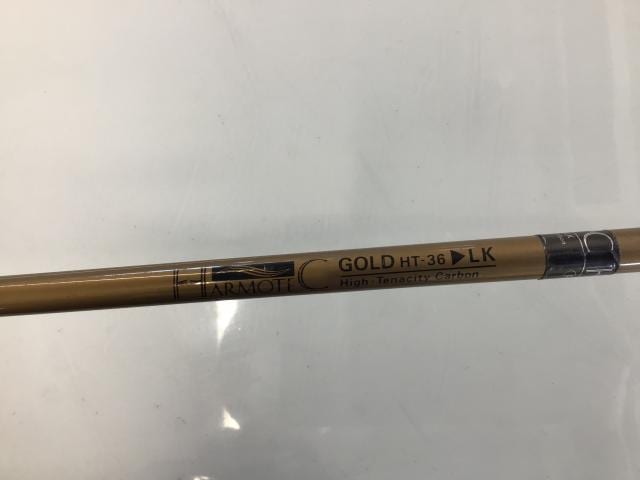 HARMOTEC
GOLD HT-36 ▶LK
High·Tenacity Carbon